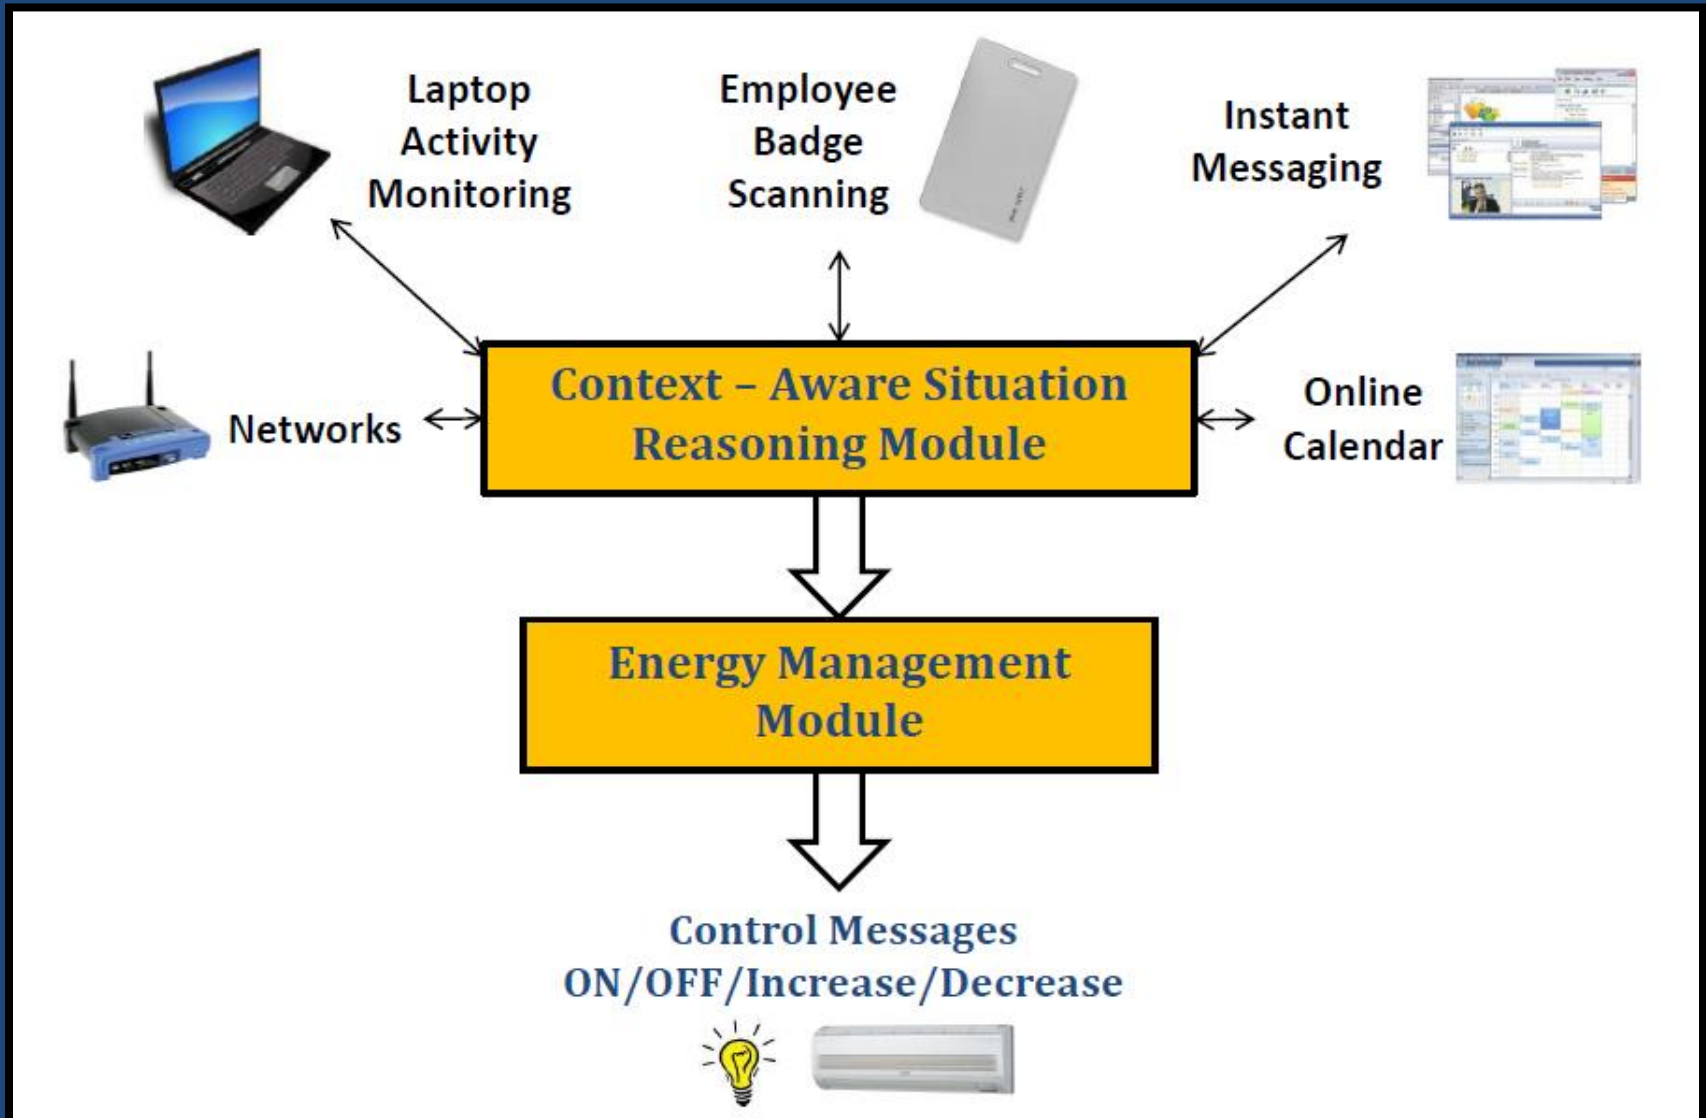 Laptop
Activity
Monitoring
Employee
Badge
Scanning
Instant
Messaging
Networks
Context – Aware Situation
Reasoning Module
Online
Calendar
Energy Management
Module
Control Messages
ON/OFF/Increase/Decrease